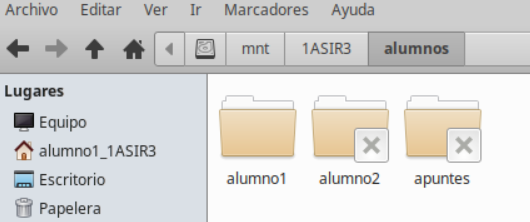 Archivo Editar Ver Ir Marcadores Ayuda
mnt 1ASIR3 alumnos
Lugares
Equipo
alumno1_1ASIR3
Escritorio
Papelera
alumno1 alumno2 apuntes